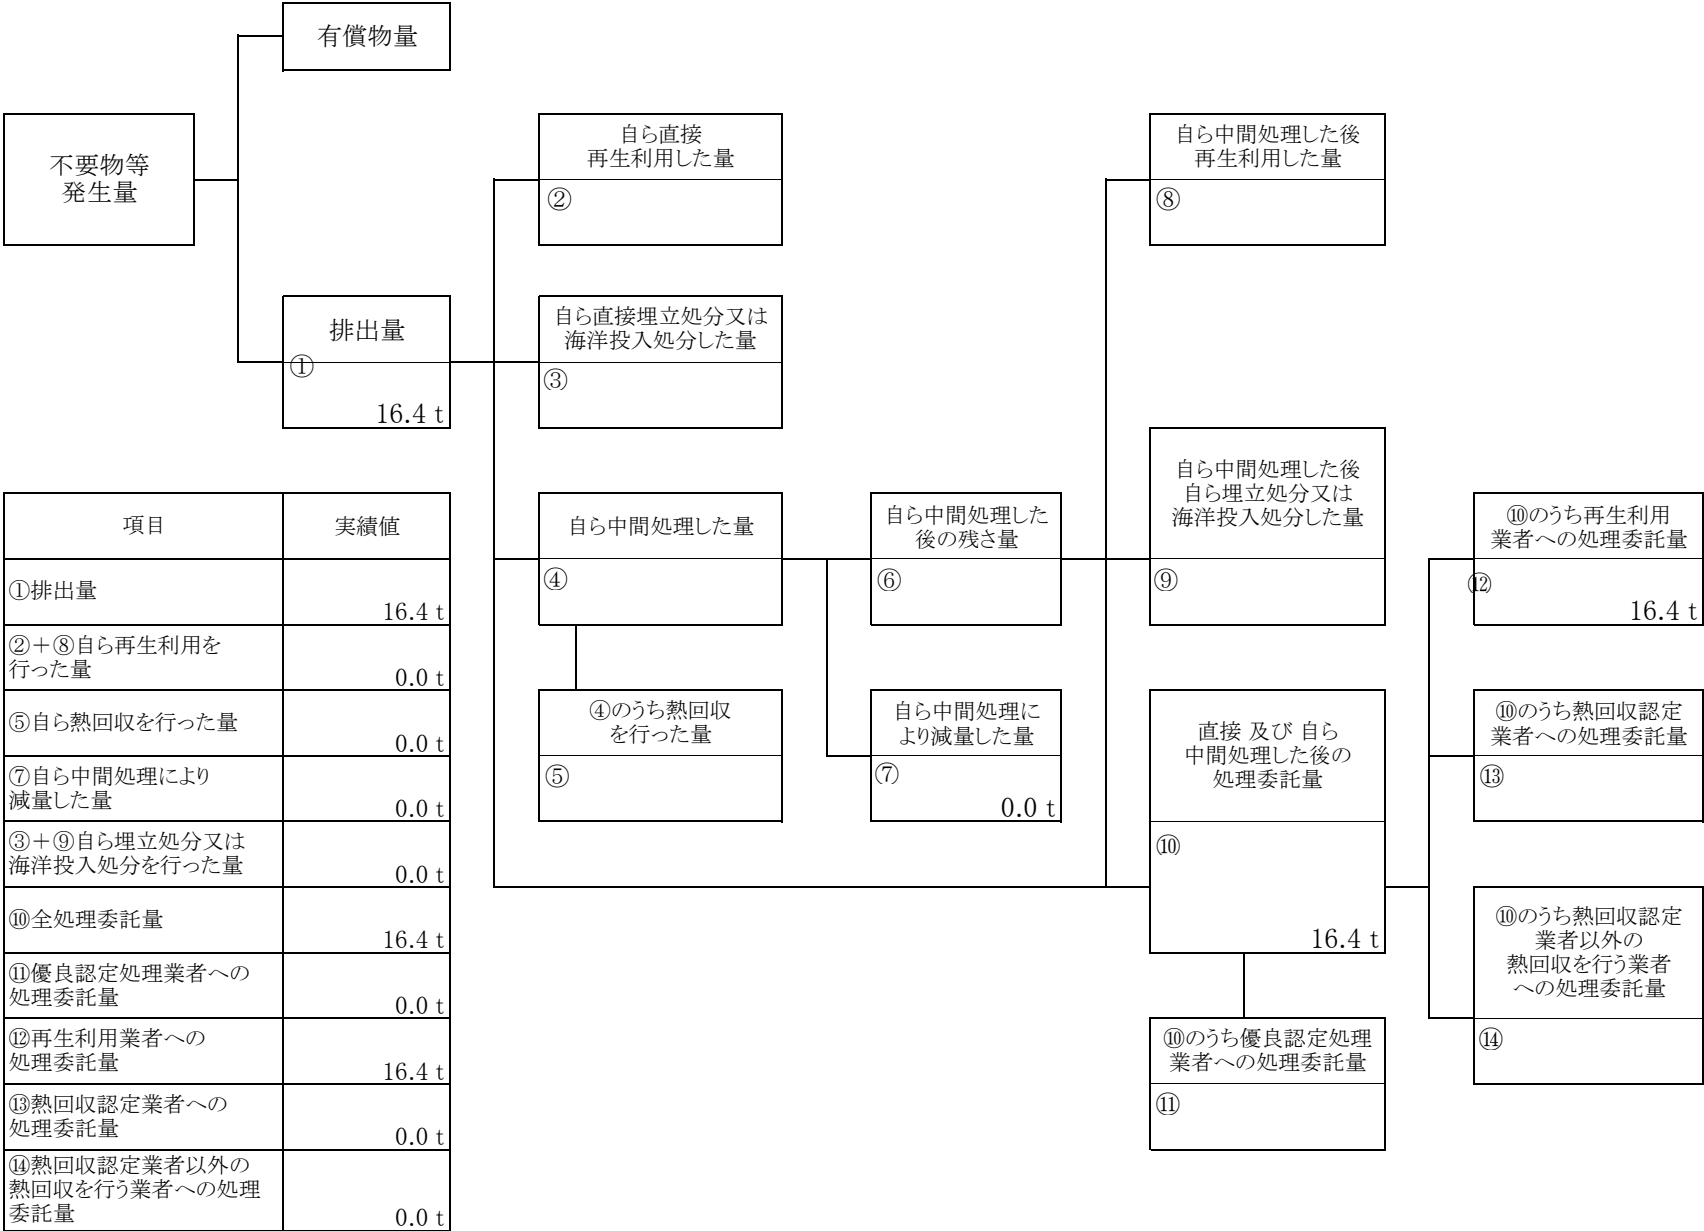 有償物量
不要物等
発生量
排出量
①
16.4 t
自ら直接
再生利用した量
②
自ら直接埋立処分又は
海洋投入処分した量
③
自ら中間処理した量
④
④のうち熱回収
を行った量
⑤
自ら中間処理した
後の残さ量
⑥
自ら中間処理に
より減量した量
⑦
0.0 t
自ら中間処理した後
再生利用した量
⑧
自ら中間処理した後
自ら埋立処分又は
海洋投入処分した量
⑨
直接 及び 自ら
中間処理した後の
処理委託量
⑩
16.4 t
⑩のうち優良認定処理
業者への処理委託量
⑪
⑩のうち再生利用
業者への処理委託量
⑫
16.4 t
⑩のうち熱回収認定
業者への処理委託量
⑬
⑩のうち熱回収認定
業者以外の
熱回収を行う業者
への処理委託量
⑭
項目 実績値
①排出量
16.4 t
②＋⑧自ら再生利用を
行った量
0.0 t
⑤自ら熱回収を行った量
0.0 t
⑦自ら中間処理により
減量した量
0.0 t
③＋⑨自ら埋立処分又は
海洋投入処分を行った量
0.0 t
⑩全処理委託量
16.4 t
⑪優良認定処理業者への
処理委託量
0.0 t
⑫再生利用業者への
処理委託量
16.4 t
⑬熱回収認定業者への
処理委託量
0.0 t
⑭熱回収認定業者以外の
熱回収を行う業者への処理
委託量
0.0 t